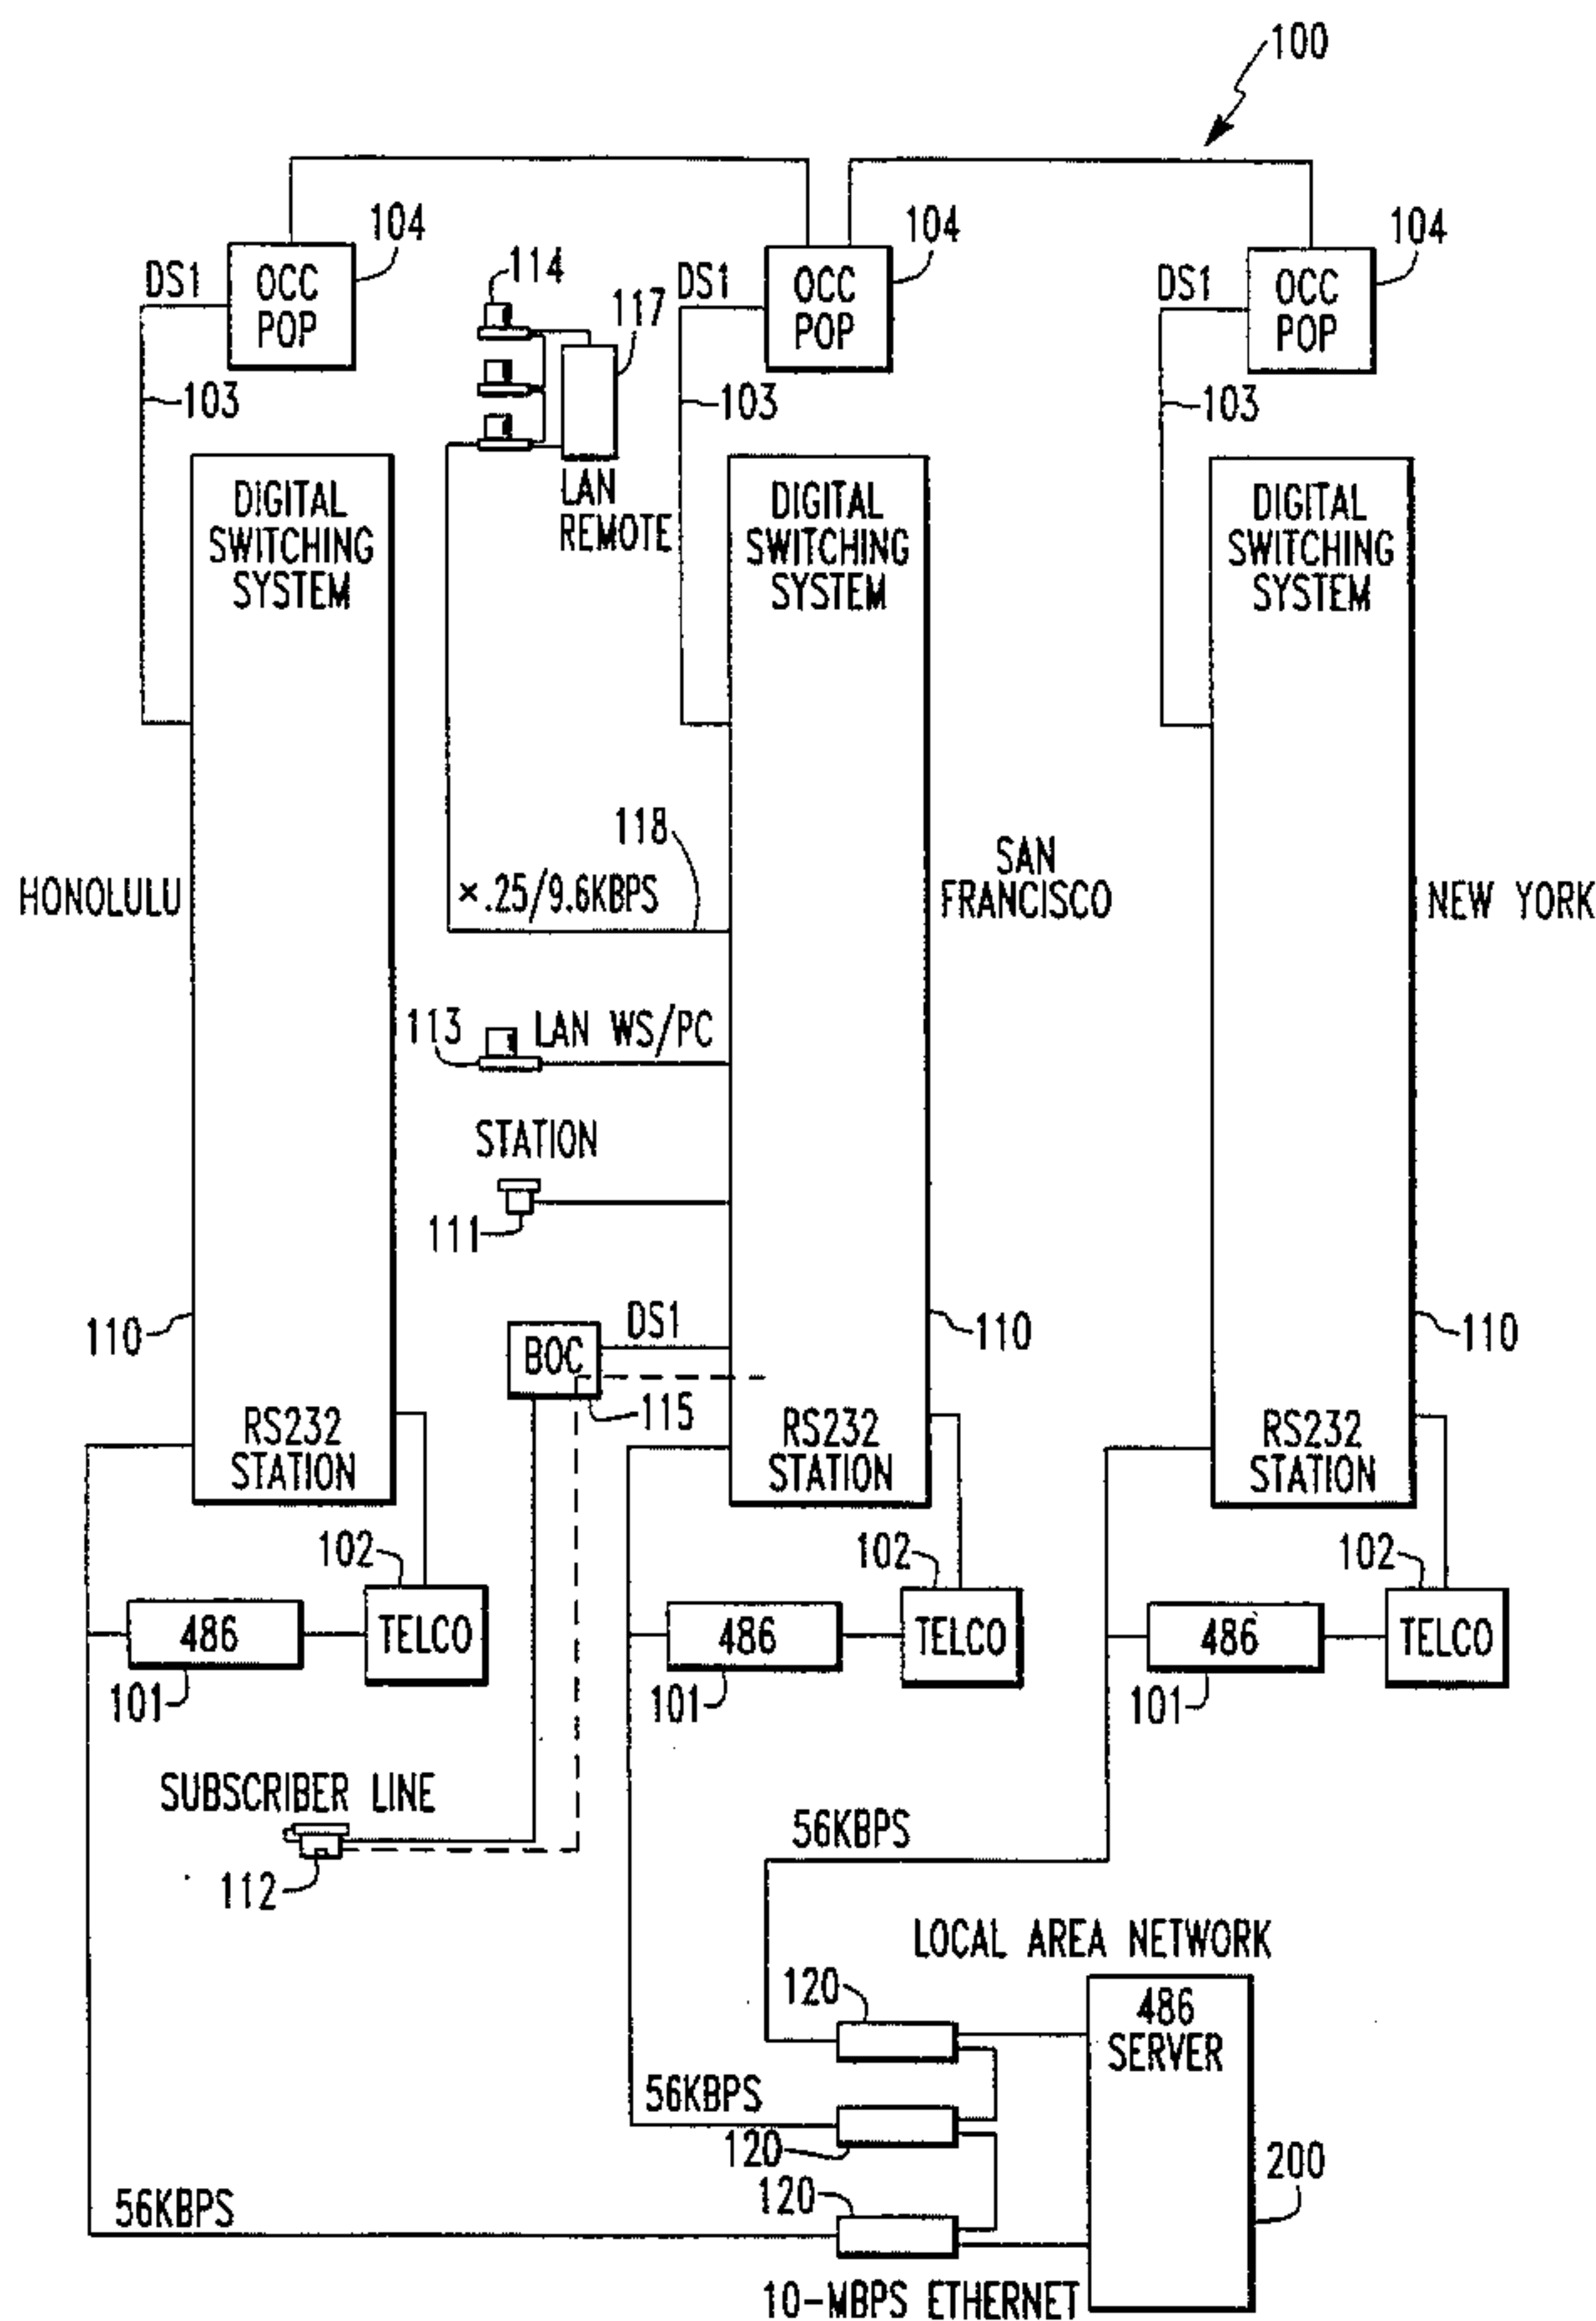 100
104
104
104
DS1
OCC
POP
114
117
DS1
OCC
POP
DS1
OCC
POP
103
103
103
LAN
REMOTE
DIGITAL
SWITCHING
SYSTEM
DIGITAL
SWITCHING
SYSTEM
DIGITAL
SWITCHING
SYSTEM
118
HONOLULU
×.25/9.6KBPS
SAN
FRANCISCO
NEW YORK
113
LAN WS/PC
STATION
111
110
BOC
DS1
110
110
115
RS232
STATION
RS232
STATION
RS232
STATION
102
102
102
486
TELCO
486
TELCO
486
TELCO
101
101
101
SUBSCRIBER LINE
112
56KBPS
LOCAL AREA NETWORK
120
486
SERVER
56KBPS
120
120
200
56KBPS
10-MBPS ETHERNET